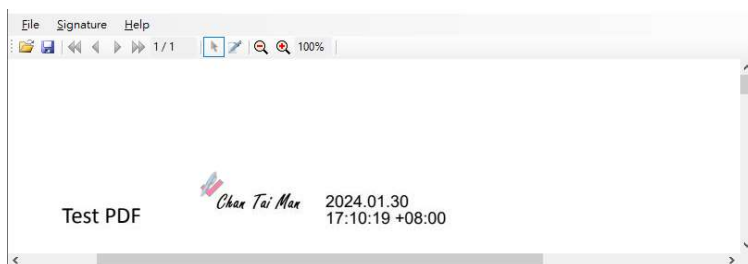 File Signature Help
1 / 1 100%
Chan Tai Man
2024.01.30
17:10:19 +08:00
Test PDF